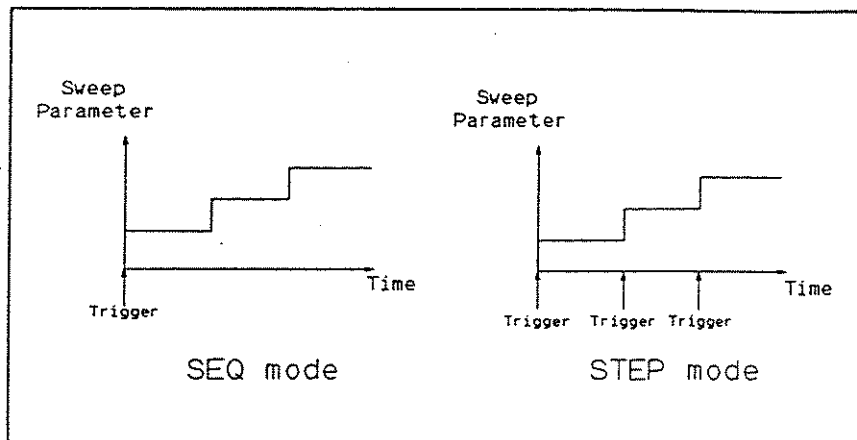 Sweep
Parameter
Time
Trigger
SEQ mode
Sweep
Parameter
Time
Trigger Trigger Trigger
STEP mode